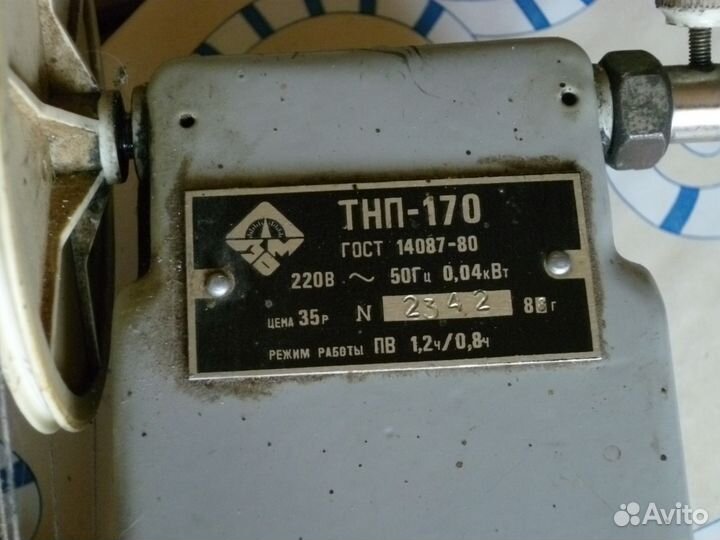 ТНП-170
ГОСТ 14087-80
220В ~ 50Гц 0,04кВт
ЦЕНА 35р N 2342 8 г
РЕЖИМ РАБОТЫ ПВ 1,2ч/0,8ч
Avito